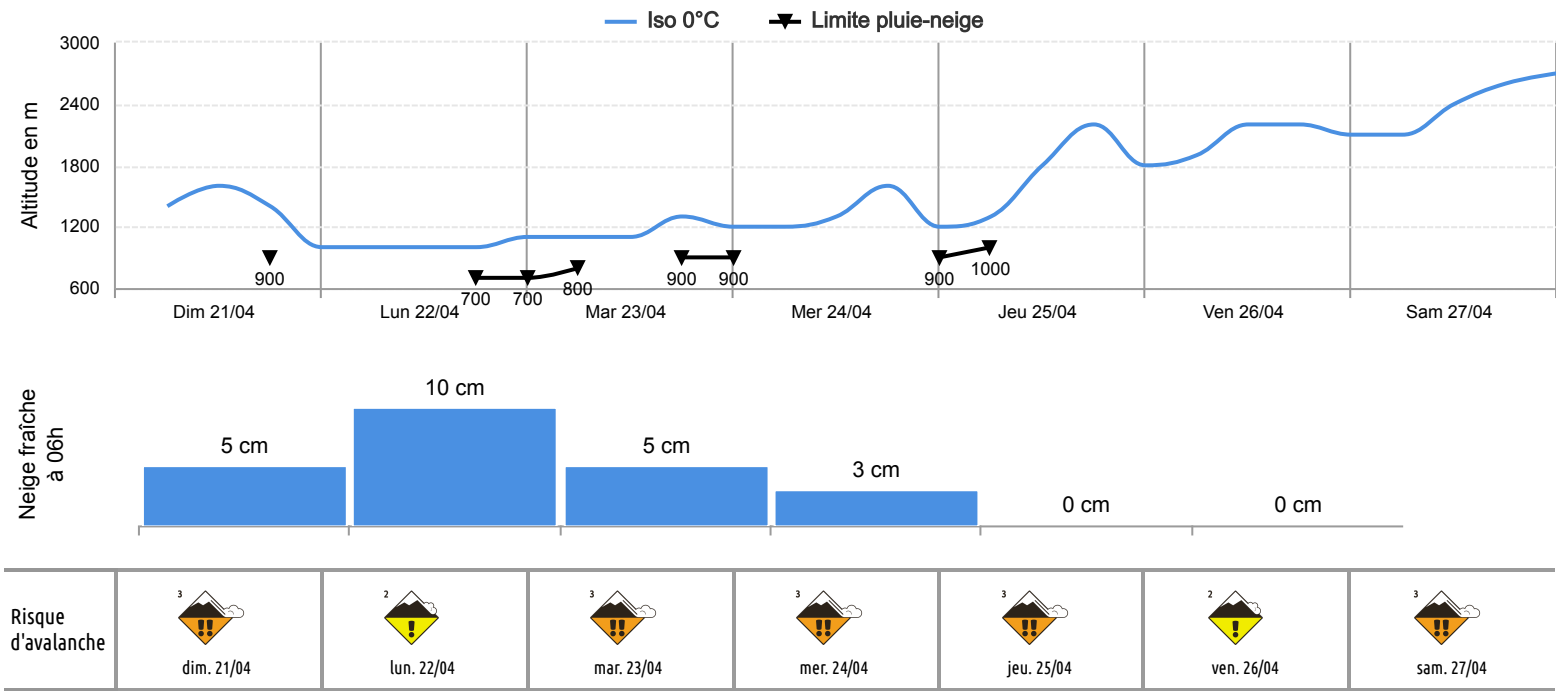 Iso 0°C
Limite pluie-neige
Altitude en m
3000
2400
1800
1200
600
900
700
700
800
900
900
900
1000
Dim 21/04
Lun 22/04
Mar 23/04
Mer 24/04
Jeu 25/04
Ven 26/04
Sam 27/04
Neige fraîche
à 06h
5 cm
10 cm
5 cm
3 cm
0 cm
0 cm
Risque
d'avalanche
3
!!
dim. 21/04
2
!
lun. 22/04
3
!!
mar. 23/04
3
!!
mer. 24/04
3
!!
jeu. 25/04
2
!
ven. 26/04
3
!!
sam. 27/04